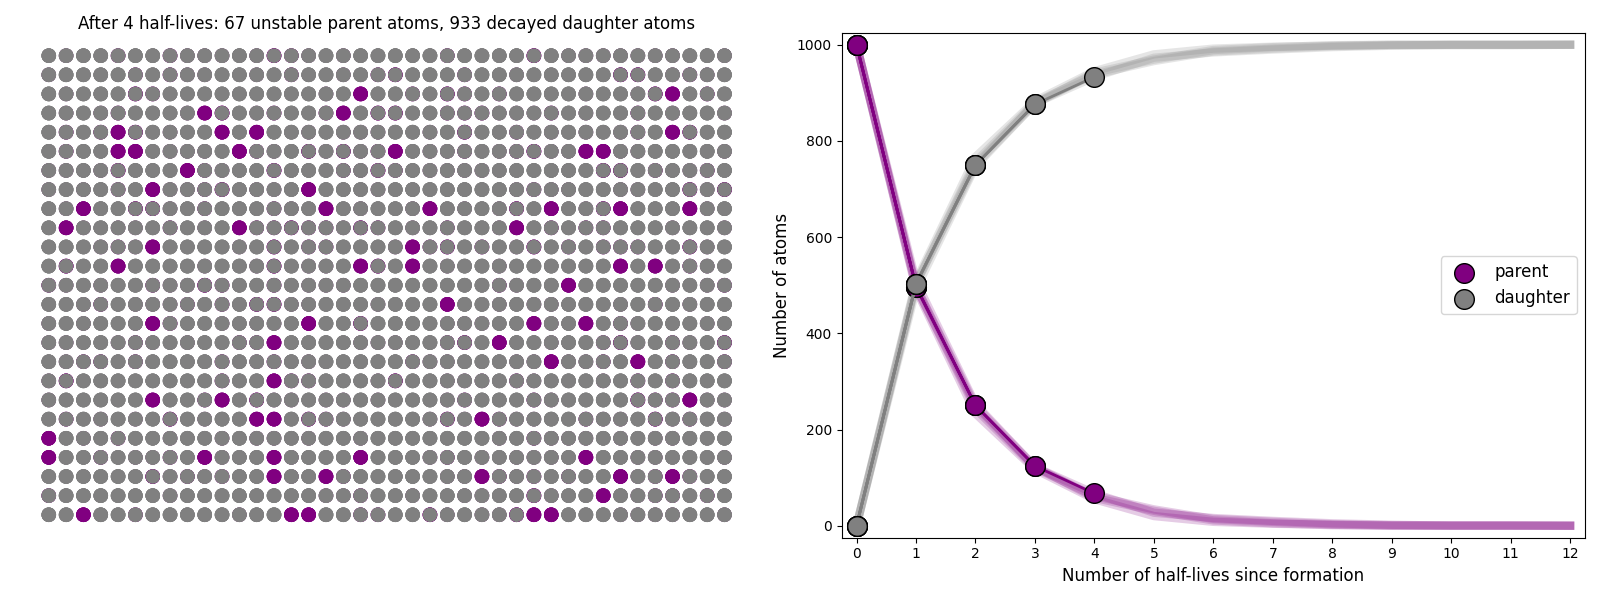 After 4 half-lives: 67 unstable parent atoms, 933 decayed daughter atoms
1000
800
600
400
200
0
Number of atoms
parent
daughter
0 1 2 3 4 5 6 7 8 9 10 11 12
Number of half-lives since formation